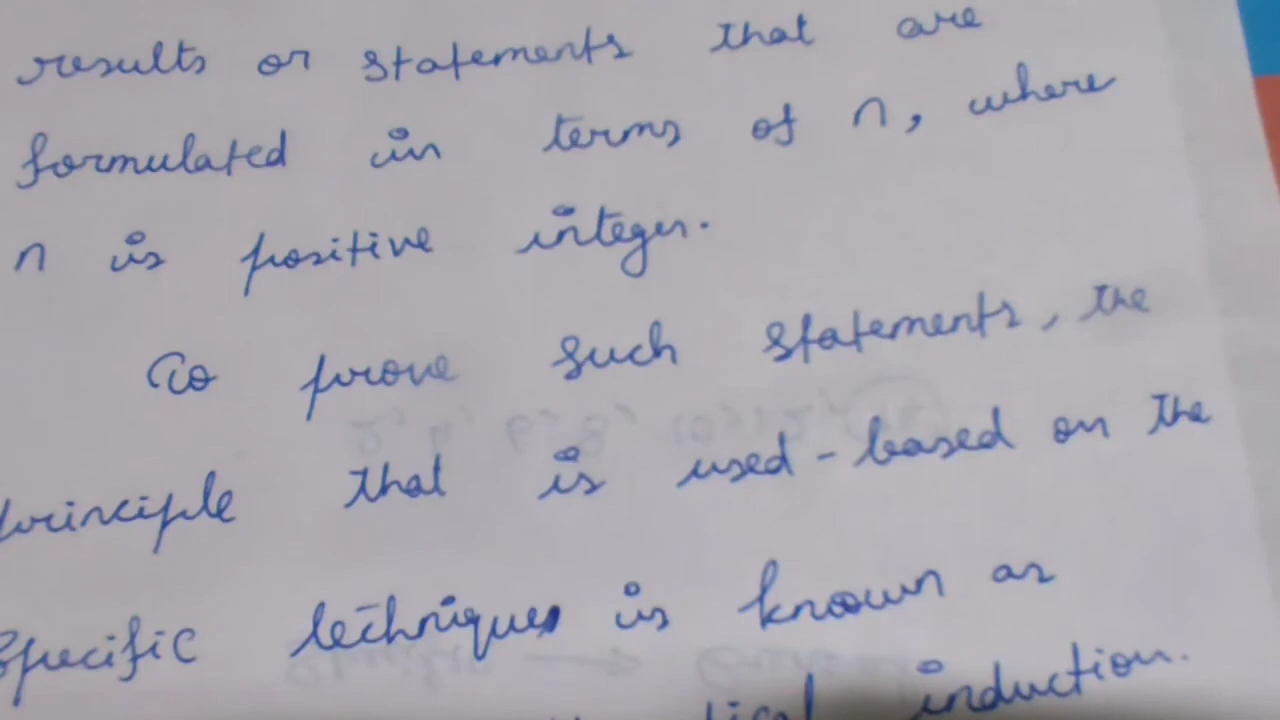 results or statements that are
formulated in terms of n, where
n is positive integer.
To prove such statements, the
principle that is used - based on the
specific technique is known as
induction.